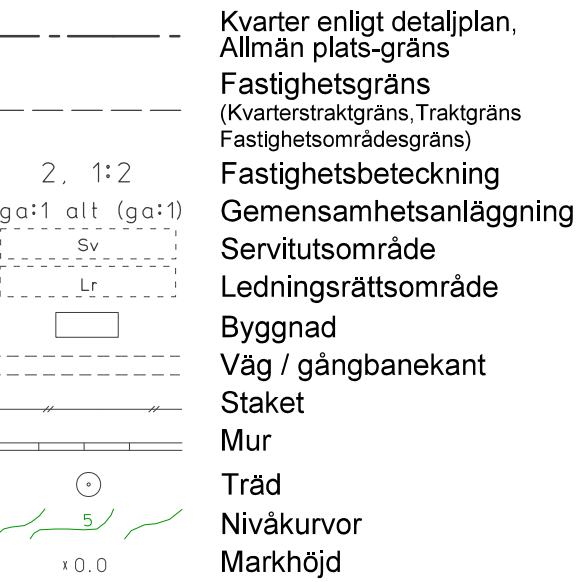 Kvarter enligt detaljplan,
Allmän plats-gräns
Fastighetsgräns
(Kvarterstraktgräns,Traktgräns
Fastighetsområdesgräns)
2, 1:2 Fastighetsbeteckning
ga:1 alt (ga:1) Gemensamhetsanläggning
Sv Servitutsområde
Lr Ledningsrättsområde
Byggnad
Väg / gångbanekant
Staket
Mur
Träd
5 Nivåkurvor
x0.0 Markhöjd